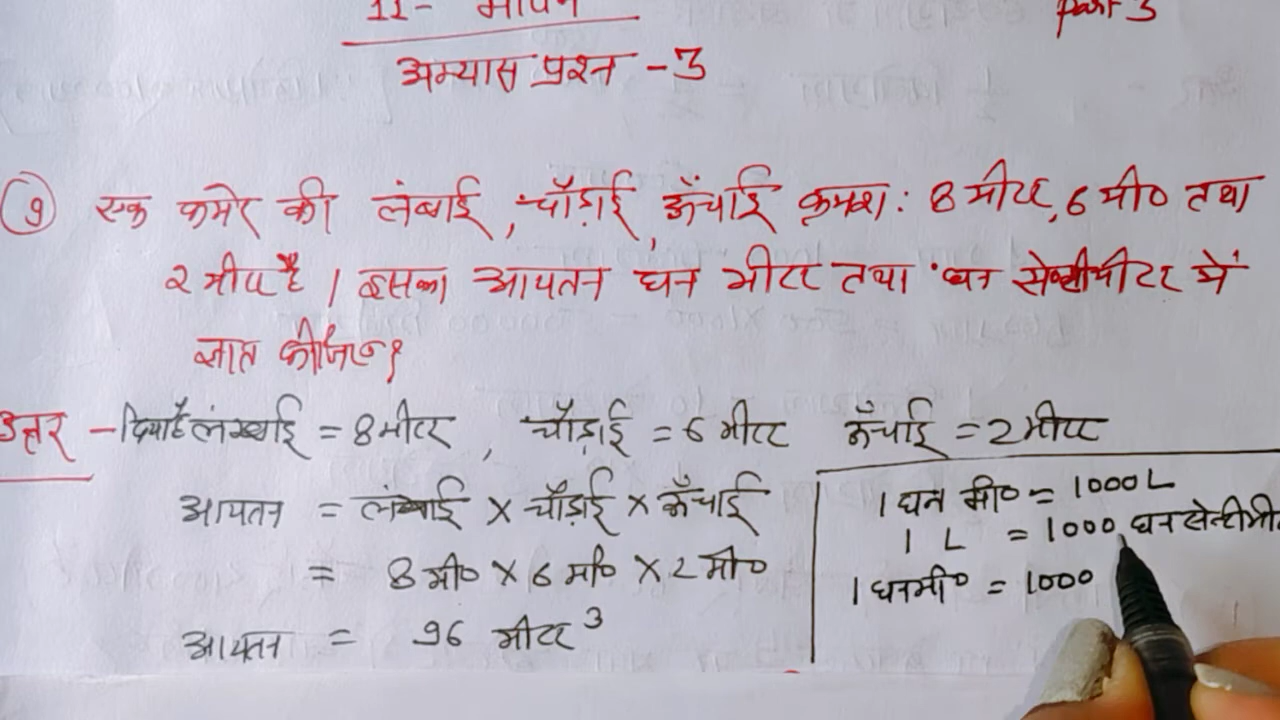 11- मापन
part 3
अभ्यास प्रश्न - 3
9 एक कमरे की लंबाई, चौड़ाई, ऊँचाई क्रमश: 8 मीटर, 6 मी० तथा
2 मीटर है । इसका आयतन घन मीटर तथा घन सेन्टीमीटर में
ज्ञात कीजिए।
उत्तर - दिया है लंम्बाई = 8 मीटर , चौड़ाई = 6 मीटर ऊँचाई = 2 मीटर
आयतन = लंम्बाई × चौड़ाई × ऊँचाई
= 8 मी० × 6 मी० × 2 मी०
आयतन = 96 मीटर³
1 घन मी० = 1000 L
1 L = 1000 घन सेन्टीमी.
1 घनमी० = 1000